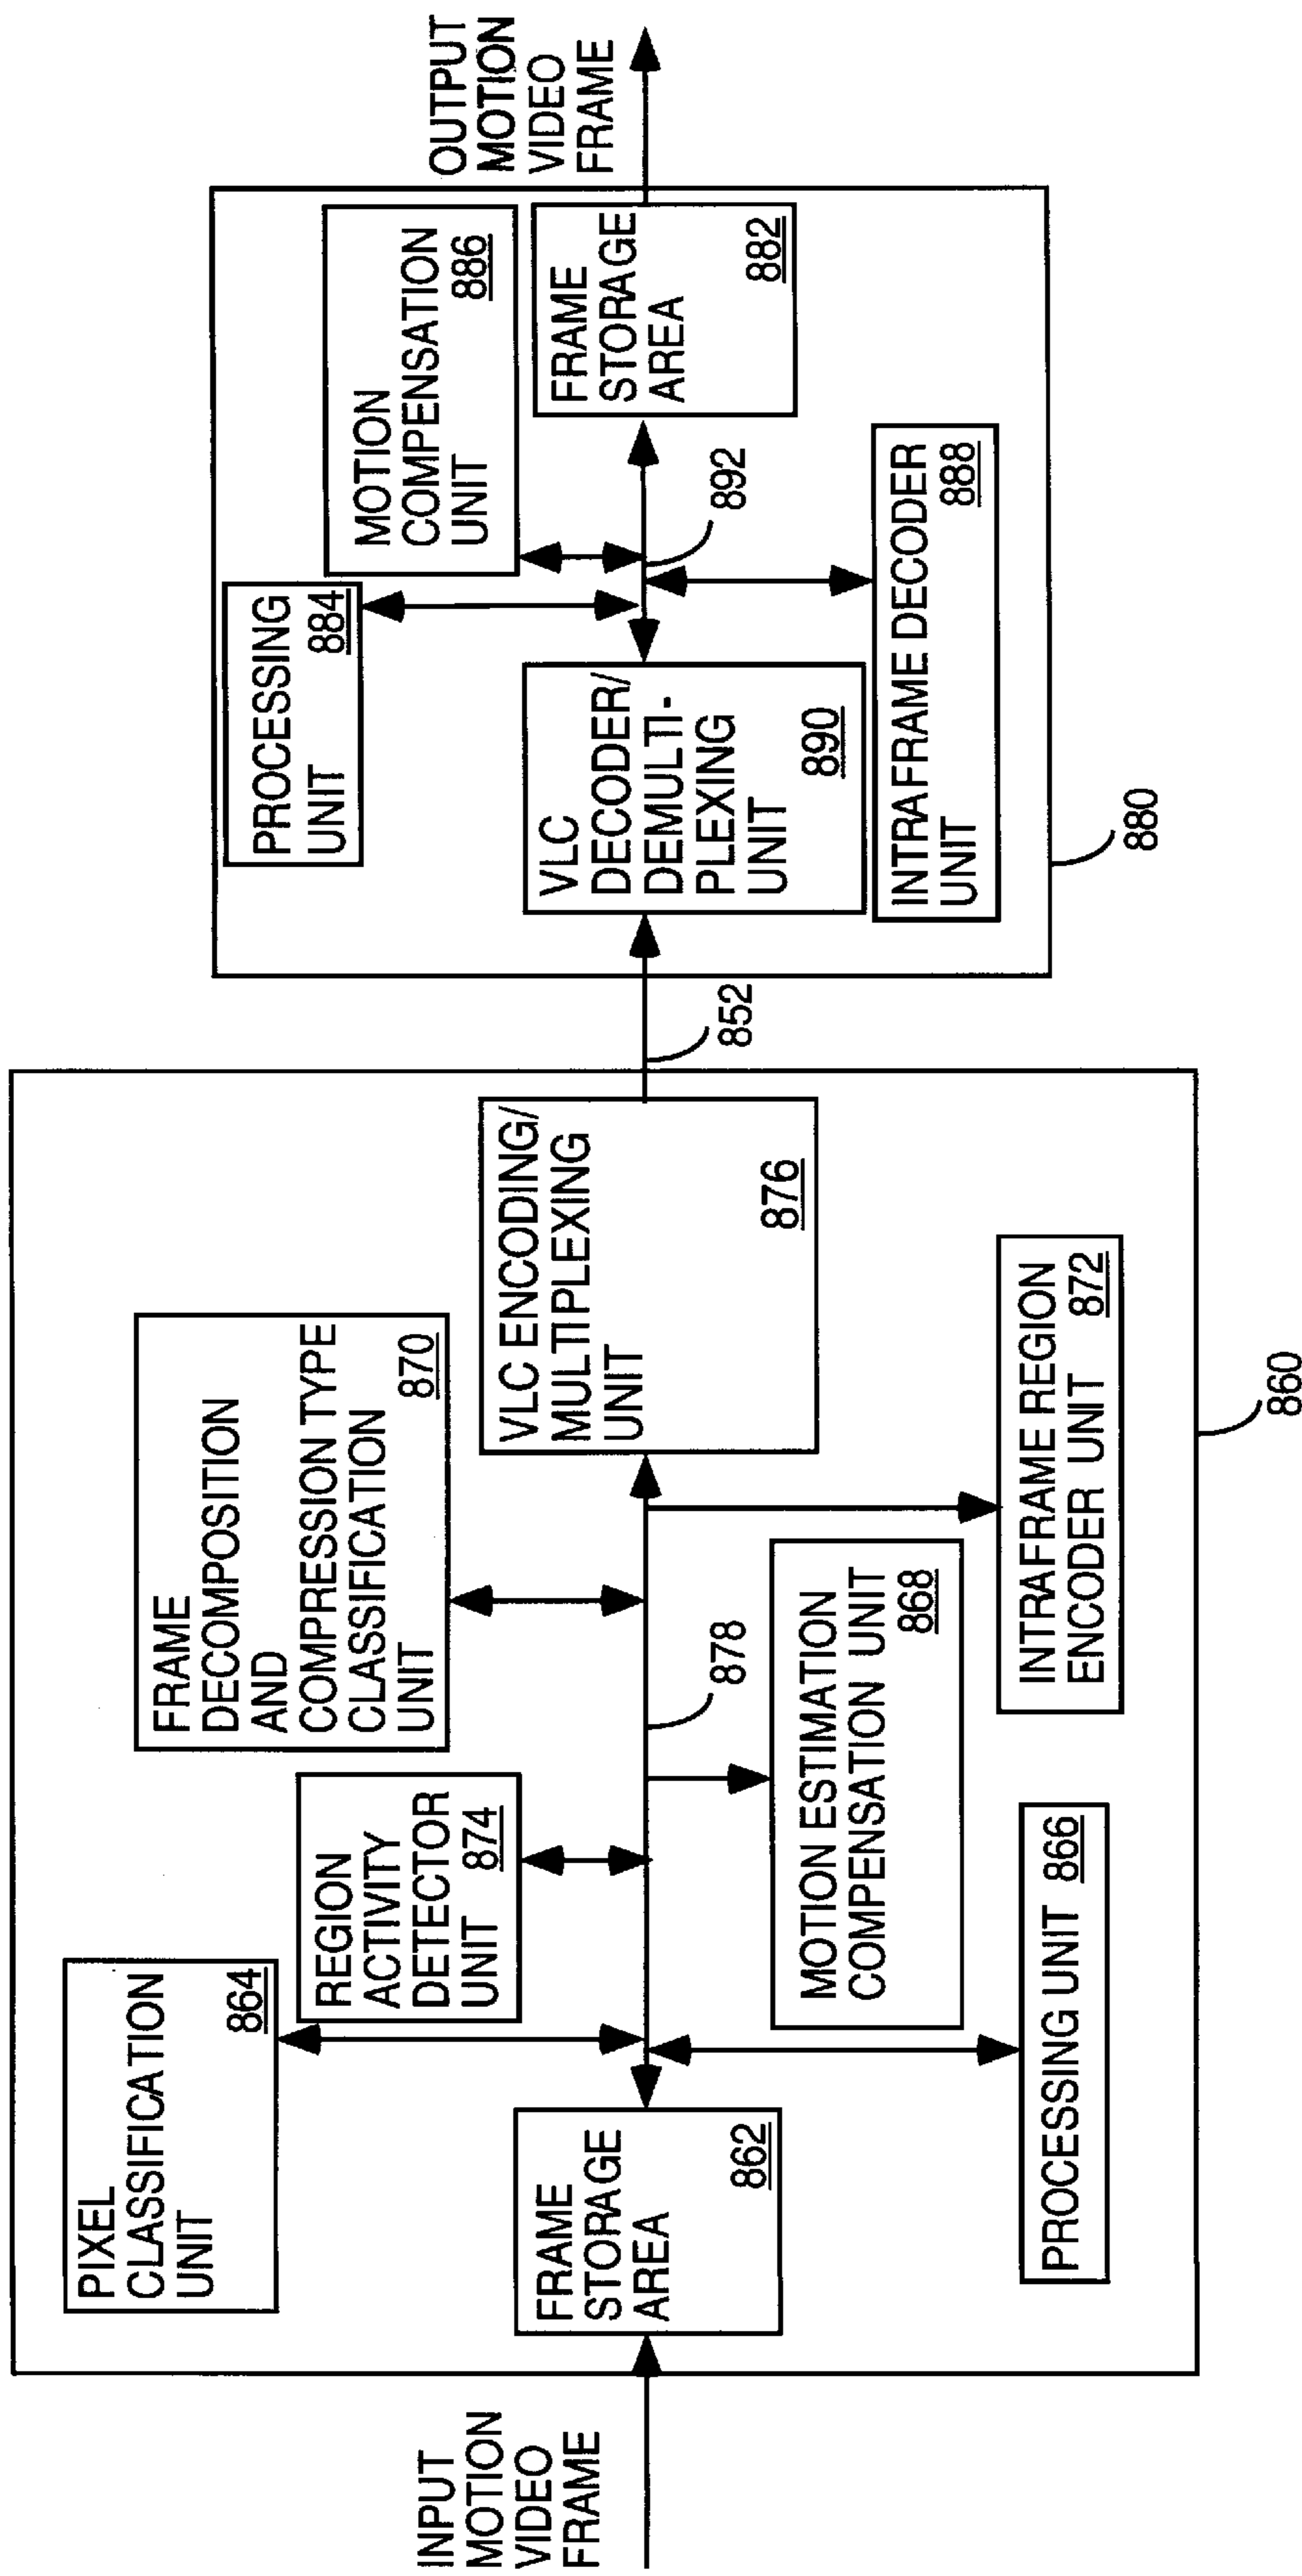 INPUT
MOTION
VIDEO
FRAME
PIXEL
CLASSIFICATION
UNIT
864
REGION
ACTIVITY
DETECTOR
UNIT 874
FRAME
DECOMPOSITION
AND
COMPRESSION TYPE
CLASSIFICATION
UNIT
870
FRAME
STORAGE
AREA
862
878
VLC ENCODING/
MULTIPLEXING
UNIT
876
MOTION ESTIMATION
COMPENSATION UNIT
868
PROCESSING UNIT 866
INTRAFRAME REGION
ENCODER UNIT 872
860
852
PROCESSING
UNIT 884
MOTION
COMPENSATION
UNIT 886
VLC
DECODER/
DEMULTI-
PLEXING
UNIT
890
892
FRAME
STORAGE
AREA
882
INTRAFRAME DECODER
UNIT 888
880
OUTPUT
MOTION
VIDEO
FRAME